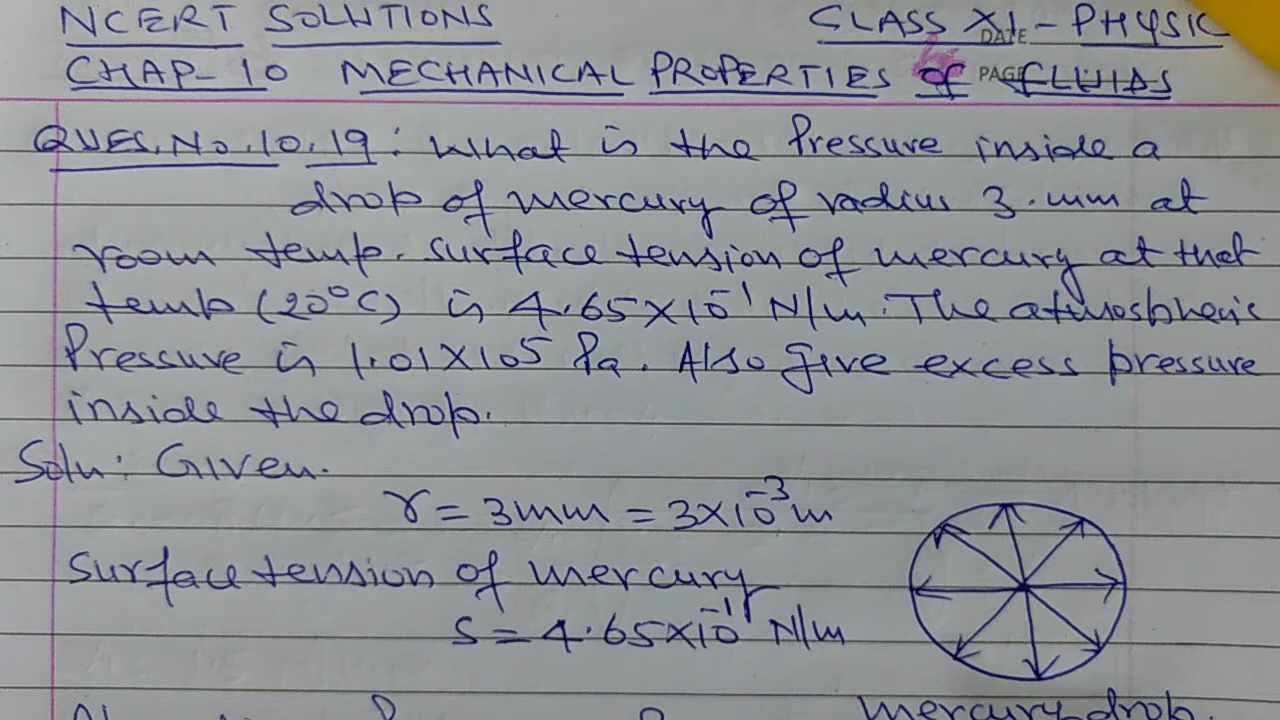 NCERT SOLUTIONS CLASS XI - PHYSIC
DATE
CHAP-10 MECHANICAL PROPERTIES of FLUIDS
PAGE
QUES. No. 10.19 : What is the Pressure inside a
drop of mercury of radius 3.mm at
room temp. surface tension of mercury at that
temp (20°C) is 4.65×10⁻¹ N/m. The atmospheric
Pressure is 1.01×10⁵ Pa. Also give excess pressure
inside the drop.
Soln: Given.
r = 3mm = 3×10⁻³m
surface tension of mercury
S = 4.65×10⁻¹ N/m
mercury drop.